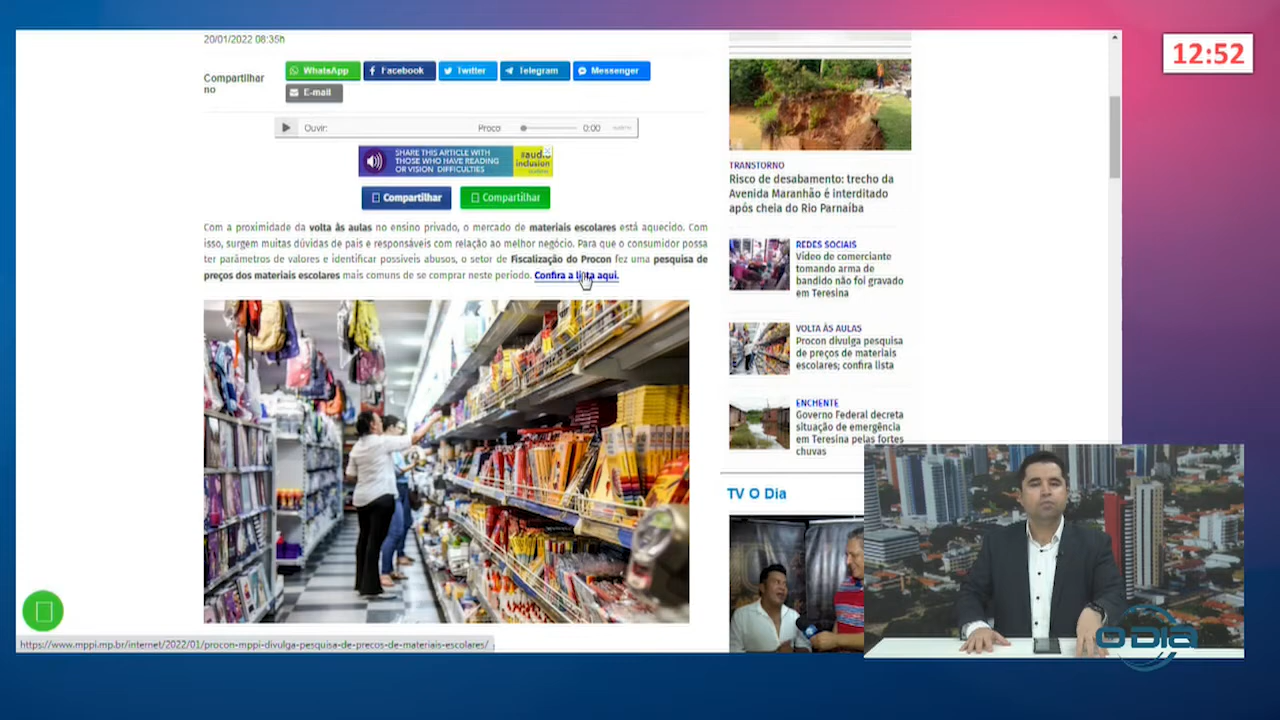 20/01/2022 08:35h
12:52
Compartilhar
no
WhatsApp
Facebook
Twitter
Telegram
Messenger
E-mail
Ouvir:
Proco
0:00
SHARE THIS ARTICLE WITH
THOSE WHO HAVE READING
OR VISION DIFFICULTIES
#audio
inclusion
Compartilhar
Compartilhar
Com a proximidade da volta às aulas no ensino privado, o mercado de materiais escolares está aquecido. Com
isso, surgem muitas dúvidas de pais e responsáveis com relação ao melhor negócio. Para que o consumidor possa
ter parâmetros de valores e identificar possíveis abusos, o setor de Fiscalização do Procon fez uma pesquisa de
preços dos materiais escolares mais comuns de se comprar neste período. Confira a lista aqui.
TRANSTORNO
Risco de desabamento: trecho da
Avenida Maranhão é interditado
após cheia do Rio Parnaíba
REDES SOCIAIS
Vídeo de comerciante
tomando arma de
bandido não foi gravado
em Teresina
VOLTA ÀS AULAS
Procon divulga pesquisa
de preços de materiais
escolares; confira lista
ENCHENTE
Governo Federal decreta
situação de emergência
em Teresina pelas fortes
chuvas
TV O Dia
O DIA
https://www.mppi.mp.br/internet/2022/01/procon-mppi-divulga-pesquisa-de-precos-de-materiais-escolares/